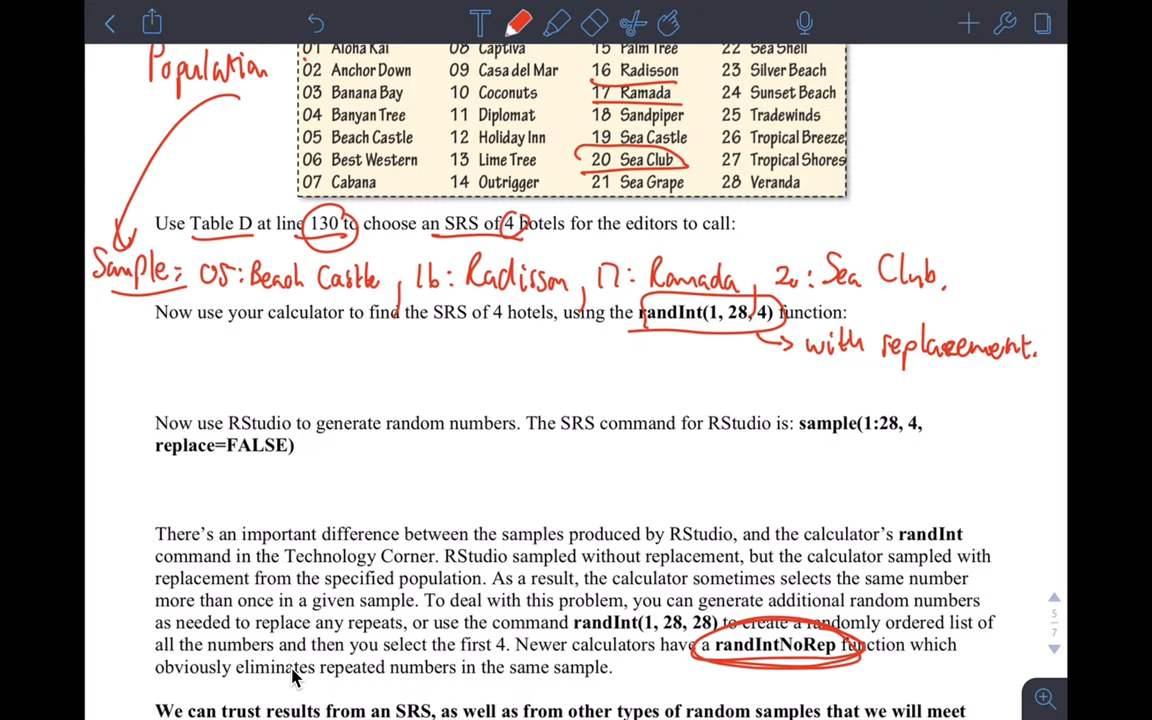 Population
01 Aloha Kai 08 Captiva 15 Palm Tree 22 Sea Shell
02 Anchor Down 09 Casa del Mar 16 Radisson 23 Silver Beach
03 Banana Bay 10 Coconuts 17 Ramada 24 Sunset Beach
04 Banyan Tree 11 Diplomat 18 Sandpiper 25 Tradewinds
05 Beach Castle 12 Holiday Inn 19 Sea Castle 26 Tropical Breeze
06 Best Western 13 Lime Tree 20 Sea Club 27 Tropical Shores
07 Cabana 14 Outrigger 21 Sea Grape 28 Veranda
Use Table D at line 130 to choose an SRS of 4 hotels for the editors to call:
Sample = 05: Beach Castle, 16: Radisson, 17: Ramada, 20: Sea Club.
Now use your calculator to find the SRS of 4 hotels, using the randInt(1, 28, 4) function:
with replacement.
Now use RStudio to generate random numbers. The SRS command for RStudio is: sample(1:28, 4,
replace=FALSE)
There's an important difference between the samples produced by RStudio, and the calculator's randInt
command in the Technology Corner. RStudio sampled without replacement, but the calculator sampled with
replacement from the specified population. As a result, the calculator sometimes selects the same number
more than once in a given sample. To deal with this problem, you can generate additional random numbers
as needed to replace any repeats, or use the command randInt(1, 28, 28) to create a randomly ordered list of
all the numbers and then you select the first 4. Newer calculators have a randIntNoRep function which
obviously eliminates repeated numbers in the same sample.
We can trust results from an SRS, as well as from other types of random samples that we will meet
5
7